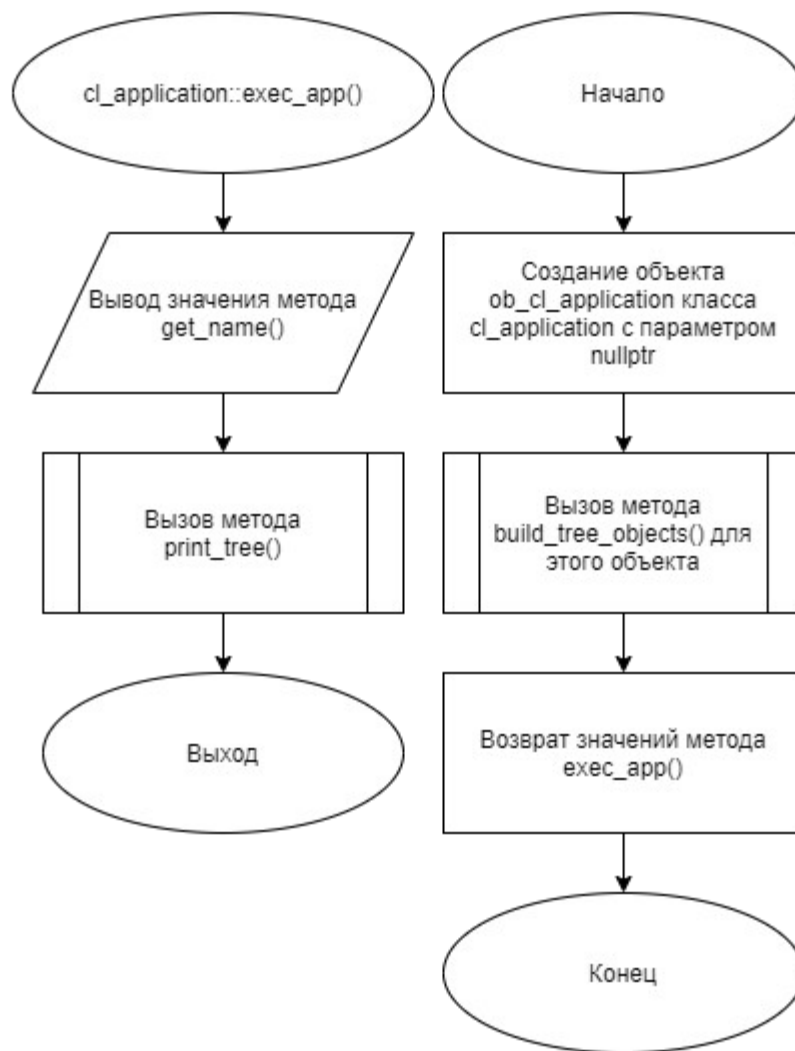 cl_application::exec_app()
Вывод значения метода
get_name()
Вызов метода
print_tree()
Выход
Начало
Создание объекта
ob_cl_application класса
cl_application с параметром
nullptr
Вызов метода
build_tree_objects() для
этого объекта
Возврат значений метода
exec_app()
Конец